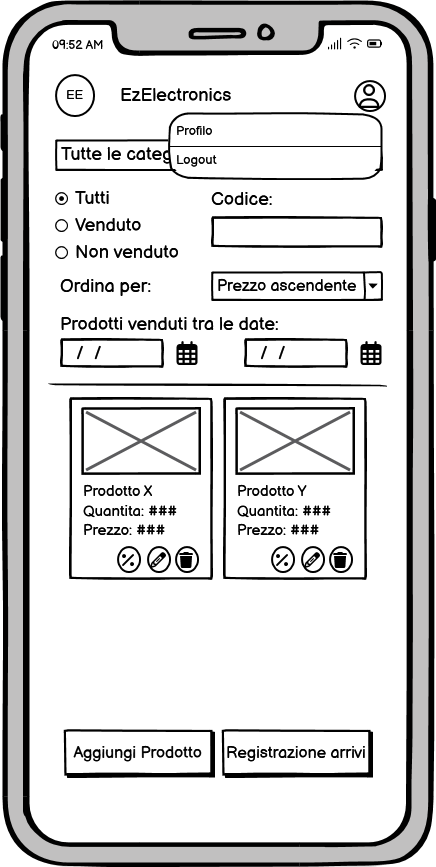 09:52 AM
EE
EzElectronics
Profilo
Logout
Tutte le categ
Tutti
Codice:
Venduto
Non venduto
Ordina per:
Prezzo ascendente
Prodotti venduti tra le date:
/ /
/ /
Prodotto X
Quantita: ###
Prezzo: ###
Prodotto Y
Quantita: ###
Prezzo: ###
Aggiungi Prodotto
Registrazione arrivi